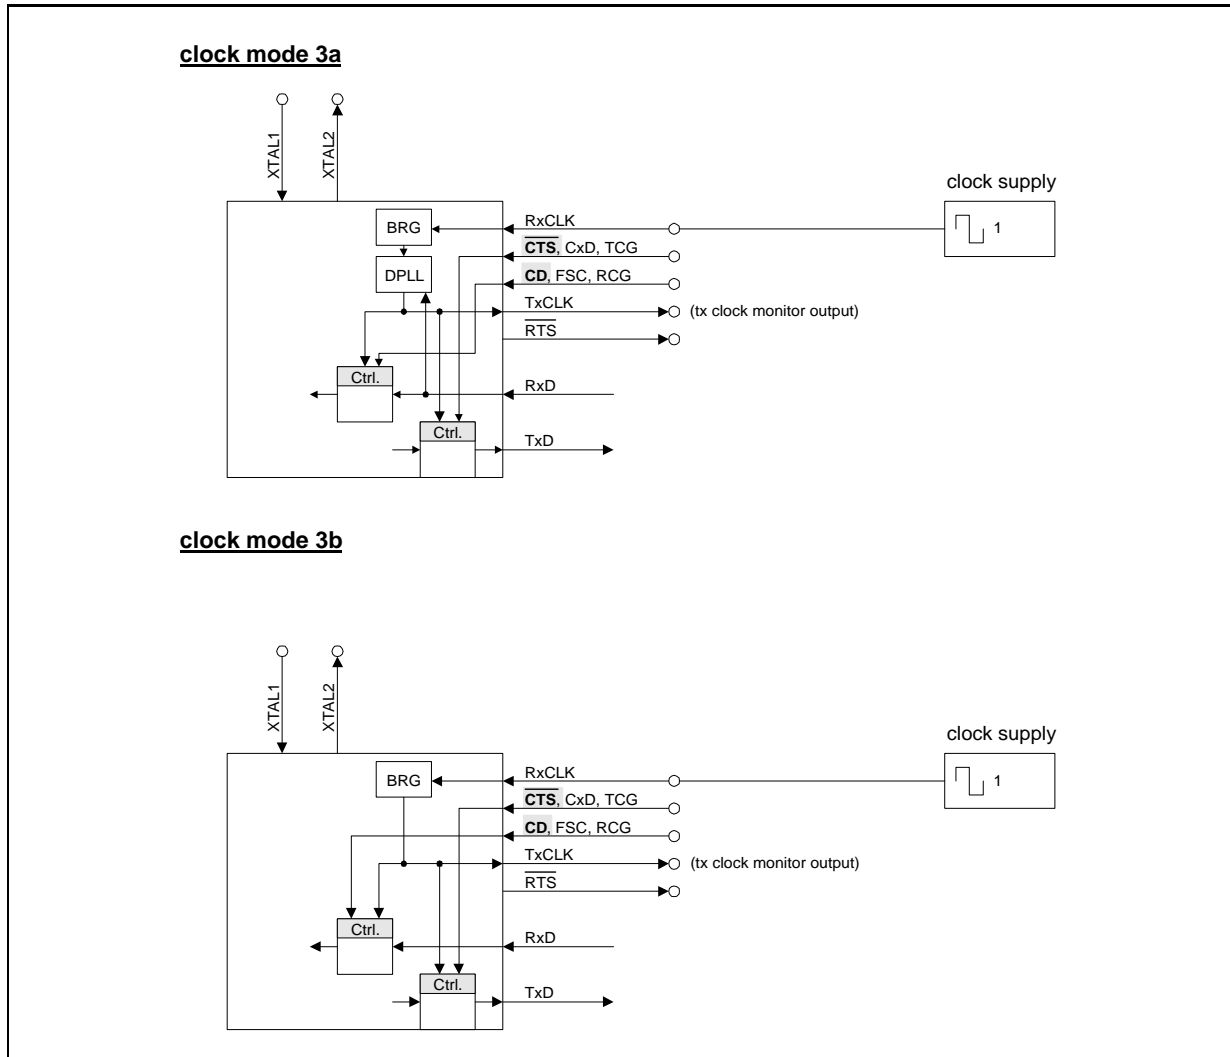 clock mode 3a
XTAL1
XTAL2
clock supply
BRG
RxCLK
1
CTS, CxD, TCG
DPLL
CD, FSC, RCG
TxCLK
(tx clock monitor output)
RTS
Ctrl.
RxD
Ctrl.
TxD
clock mode 3b
XTAL1
XTAL2
clock supply
BRG
RxCLK
1
CTS, CxD, TCG
CD, FSC, RCG
TxCLK
(tx clock monitor output)
RTS
Ctrl.
RxD
Ctrl.
TxD